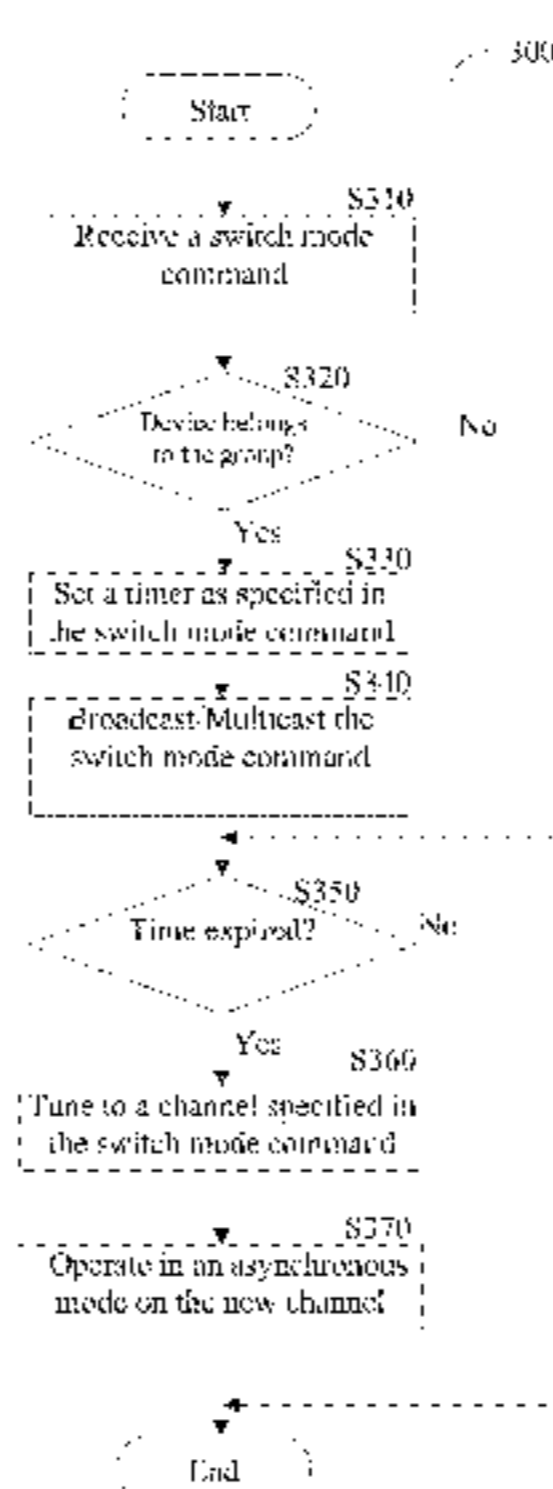 300
Start
S310
Receive a switch mode
command
S320
Device belongs
to the group?
No
Yes
S330
Set a timer as specified in
the switch mode command
S340
Broadcast/Multicast the
switch mode command
S350
Time expired?
No
Yes
S360
Tune to a channel specified in
the switch mode command
S370
Operate in an asynchronous
mode on the new channel
End